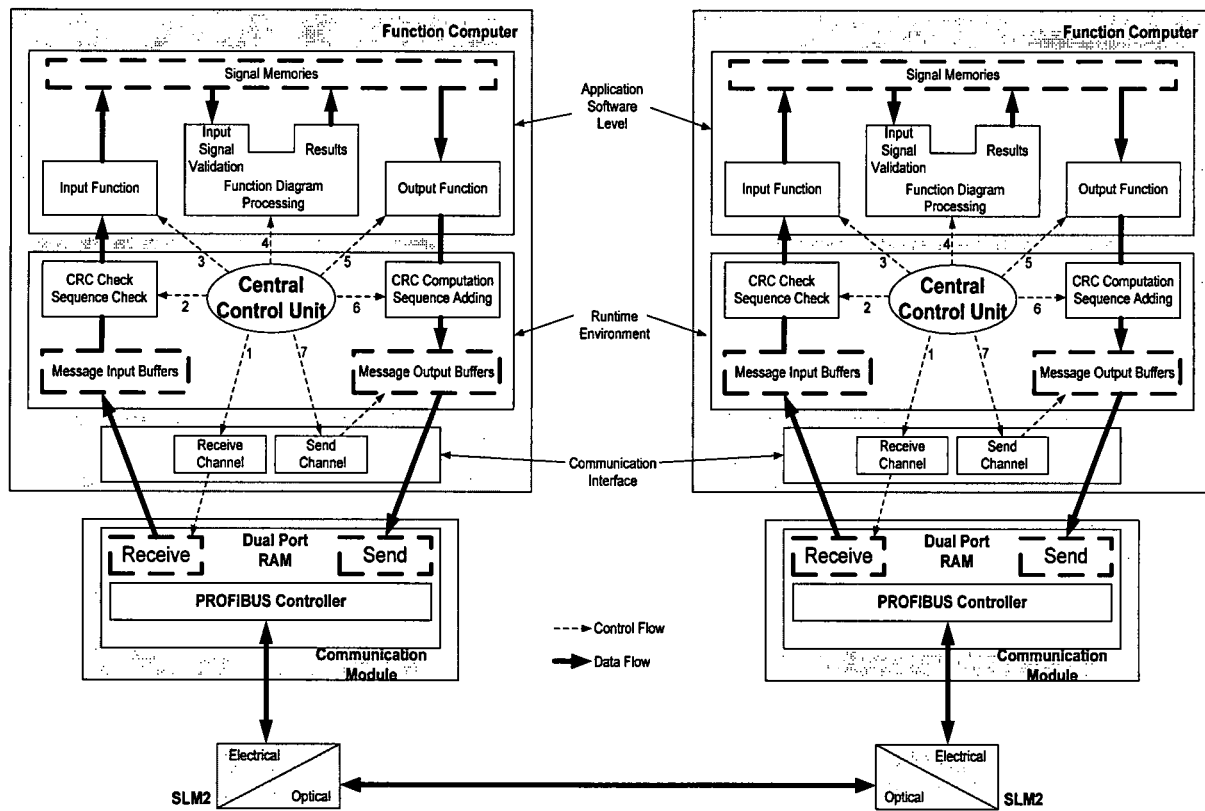 Function Computer
Signal Memories
Input
Signal
Validation
Results
Function Diagram
Processing
Input Function
Output Function
4
3
5
CRC Check
Sequence Check
Central
Control Unit
CRC Computation
Sequence Adding
2
6
1
7
Message Input Buffers
Message Output Buffers
Receive
Channel
Send
Channel
Receive
Dual Port
RAM
Send
PROFIBUS Controller
Communication
Module
Electrical
Optical
SLM2
Application
Software
Level
Runtime
Environment
Communication
Interface
Control Flow
Data Flow
Function Computer
Signal Memories
Input
Signal
Validation
Results
Function Diagram
Processing
Input Function
Output Function
4
3
5
CRC Check
Sequence Check
Central
Control Unit
CRC Computation
Sequence Adding
2
6
1
7
Message Input Buffers
Message Output Buffers
Receive
Channel
Send
Channel
Receive
Dual Port
RAM
Send
PROFIBUS Controller
Communication
Module
Electrical
Optical
SLM2